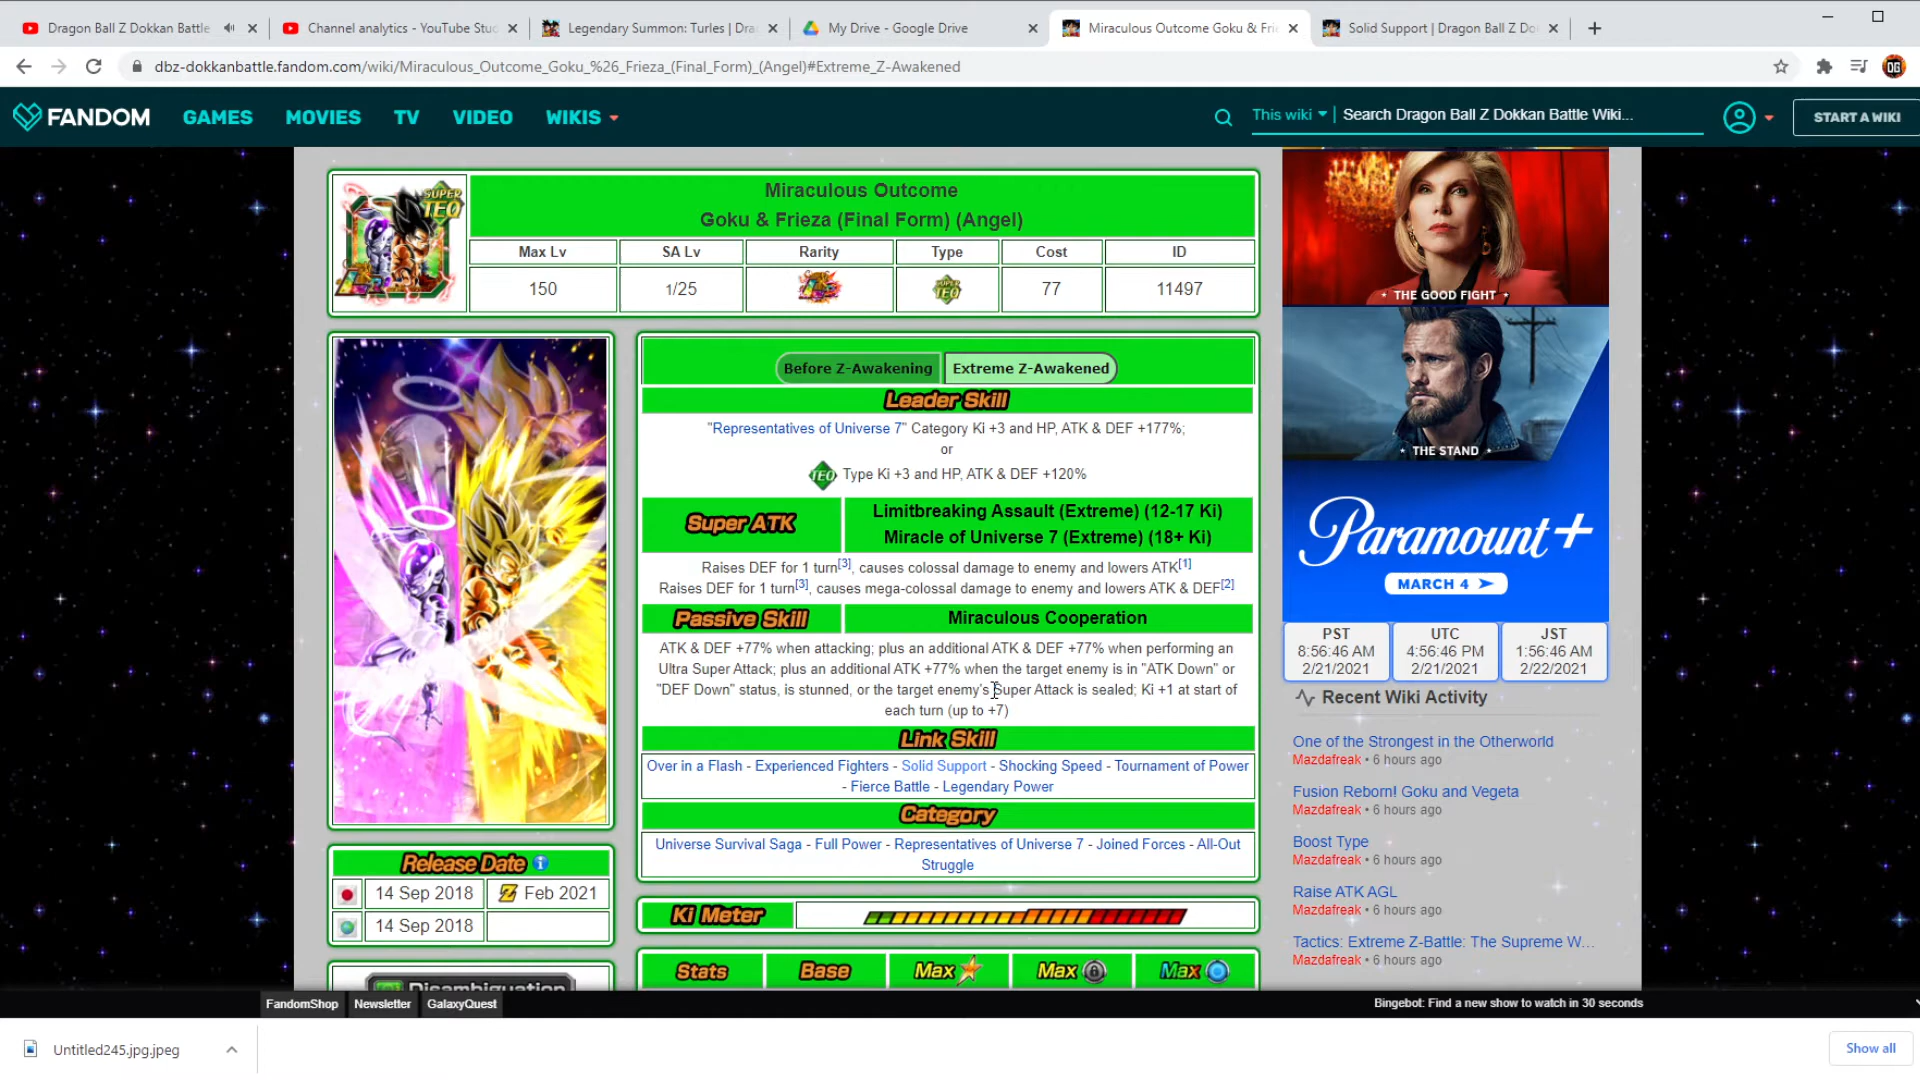 Dragon Ball Z Dokkan Battle
Channel analytics - YouTube Stuc
Legendary Summon: Turles | Dra
My Drive - Google Drive
Miraculous Outcome Goku & Frie
Solid Support | Dragon Ball Z Do
OG
dbz-dokkanbattle.fandom.com/wiki/Miraculous_Outcome_Goku_%26_Frieza_(Final_Form)_(Angel)#Extreme_Z-Awakened
FANDOM
GAMES
MOVIES
TV
VIDEO
WIKIS
This wiki
Search Dragon Ball Z Dokkan Battle Wiki...
START A WIKI
SUPER
TEQ
LR
Miraculous Outcome
Goku & Frieza (Final Form) (Angel)
Max Lv
SA Lv
Rarity
Type
Cost
ID
150
1/25
LR
SUPER
TEQ
77
11497
Before Z-Awakening
Extreme Z-Awakened
Leader Skill
"Representatives of Universe 7" Category Ki +3 and HP, ATK & DEF +177%;
or
TEQ Type Ki +3 and HP, ATK & DEF +120%
Super ATK
Limitbreaking Assault (Extreme) (12-17 Ki)
Miracle of Universe 7 (Extreme) (18+ Ki)
Raises DEF for 1 turn[3], causes colossal damage to enemy and lowers ATK[1]
Raises DEF for 1 turn[3], causes mega-colossal damage to enemy and lowers ATK & DEF[2]
Passive Skill
Miraculous Cooperation
ATK & DEF +77% when attacking; plus an additional ATK & DEF +77% when performing an
Ultra Super Attack; plus an additional ATK +77% when the target enemy is in "ATK Down" or
"DEF Down" status, is stunned, or the target enemy's Super Attack is sealed; Ki +1 at start of
each turn (up to +7)
Link Skill
Over in a Flash - Experienced Fighters - Solid Support - Shocking Speed - Tournament of Power
- Fierce Battle - Legendary Power
Category
Universe Survival Saga - Full Power - Representatives of Universe 7 - Joined Forces - All-Out
Struggle
Release Date
14 Sep 2018
Z Feb 2021
14 Sep 2018
Ki Meter
Stats
Base
Max
Max
Max
Disambiguation
THE GOOD FIGHT
THE STAND
Paramount+
MARCH 4
PST
8:56:46 AM
2/21/2021
UTC
4:56:46 PM
2/21/2021
JST
1:56:46 AM
2/22/2021
Recent Wiki Activity
One of the Strongest in the Otherworld
Mazdafreak • 6 hours ago
Fusion Reborn! Goku and Vegeta
Mazdafreak • 6 hours ago
Boost Type
Mazdafreak • 6 hours ago
Raise ATK AGL
Mazdafreak • 6 hours ago
Tactics: Extreme Z-Battle: The Supreme W...
Mazdafreak • 6 hours ago
FandomShop
Newsletter
GalaxyQuest
Bingebot: Find a new show to watch in 30 seconds
Untitled245.jpg.jpeg
Show all